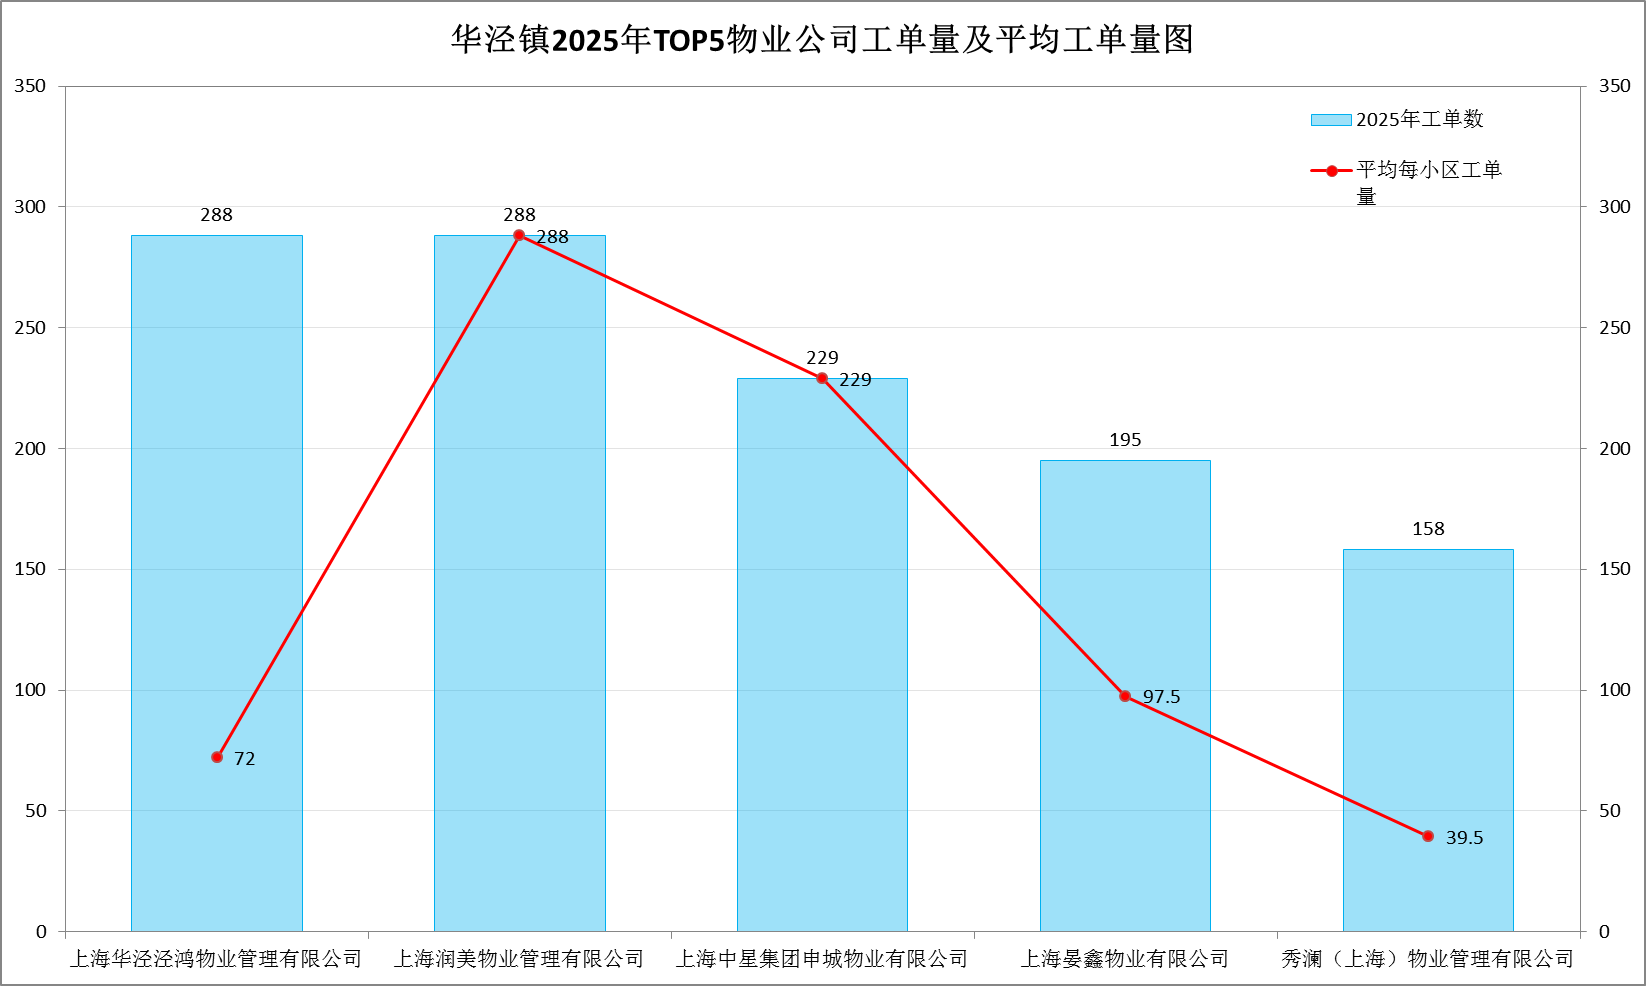 华泾镇2025年TOP5物业公司工单量及平均工单量图
350
350
2025年工单数
平均每小区工单
量
300
300
288
288
288
250
250
229
229
200
200
195
158
150
150
100
100
97.5
72
50
50
39.5
0
0
上海华泾泾鸿物业管理有限公司
上海润美物业管理有限公司
上海中星集团申城物业有限公司
上海晏鑫物业有限公司
秀澜（上海）物业管理有限公司